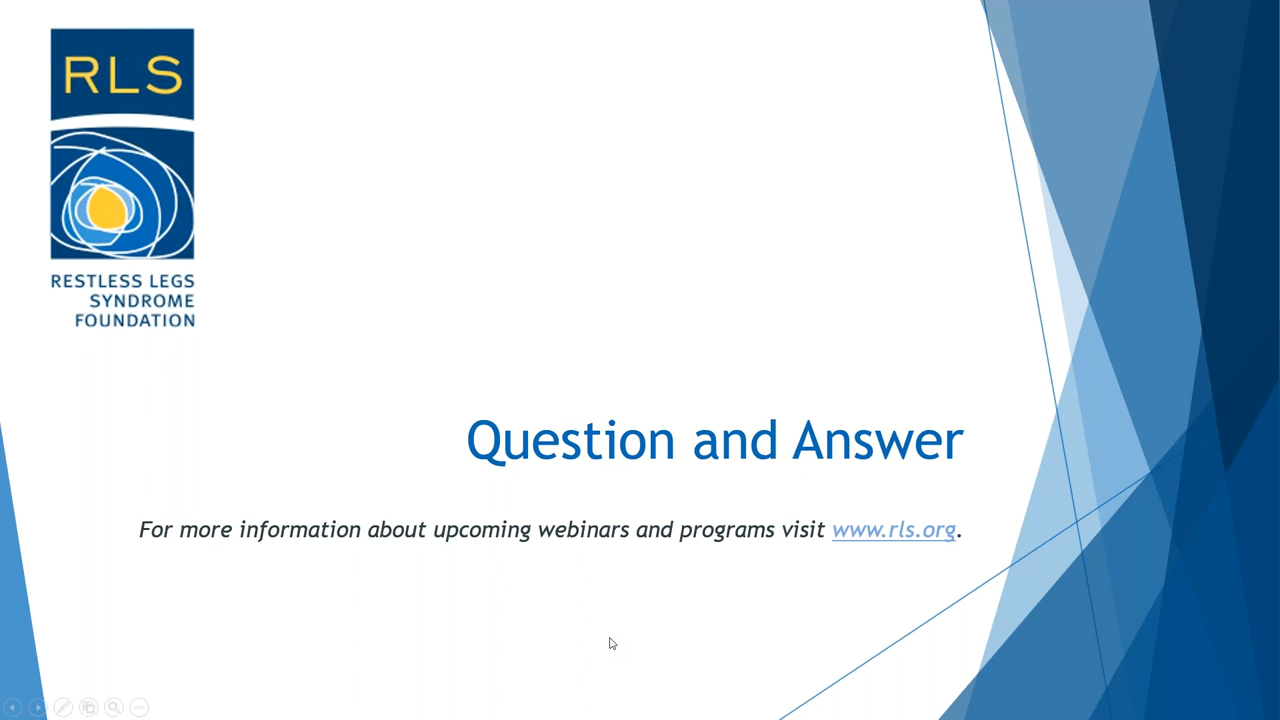 RLS
RESTLESS LEGS
SYNDROME
FOUNDATION
Question and Answer
For more information about upcoming webinars and programs visit www.rls.org.